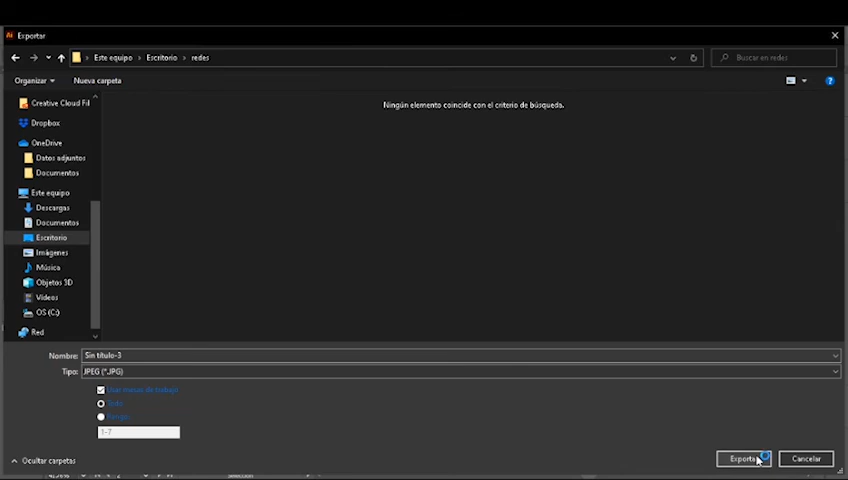 Ai Exportar
Este equipo > Escritorio > redes
Buscar en redes
Organizar
Nueva carpeta
Ningún elemento coincide con el criterio de búsqueda.
Creative Cloud Fil
Dropbox
OneDrive
Datos adjuntos
Documentos
Este equipo
Descargas
Documentos
Escritorio
Imágenes
Música
Objetos 3D
Vídeos
OS (C:)
Red
Nombre: Sin título-3
Tipo: JPEG (*.JPG)
Usar mesas de trabajo
Todo
Rango:
1-7
Ocultar carpetas
Exportar
Cancelar
Selección